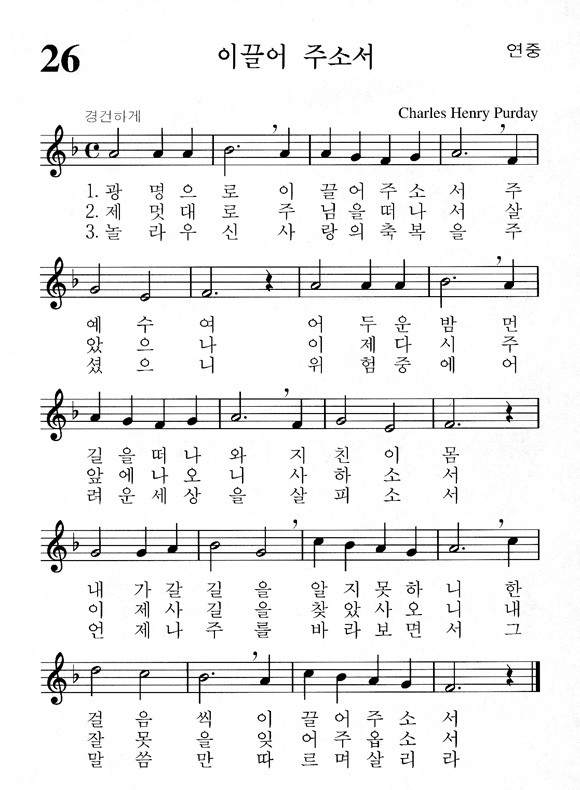 26 이끌어 주소서 연중
경건하게 Charles Henry Purday
1. 광 명 으 로 이 끌 어 주 소 서 주
2. 제 멋 대 로 주 님 을 떠 나 서 살
3. 놀 라 우 신 사 랑 의 축 복 을 주
예 수 여 어 두 운 밤 먼
았 으 나 이 제 다 시 주
셨 으 니 위 험 중 에 어
길 을 떠 나 와 지 친 이 몸
앞 에 나 오 니 사 하 소 서
려 운 세 상 을 살 피 소 서
내 가 갈 길 을 알 지 못 하 니 한
이 제 사 길 을 찾 았 사 오 니 내
언 제 나 주 를 바 라 보 면 서 그
걸 음 씩 이 끌 어 주 소 서
잘 못 을 잊 어 주 옵 소 서
말 씀 만 따 르 며 살 리 라